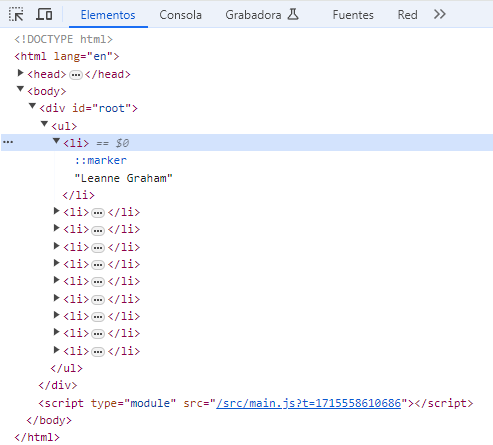 Elementos Consola Grabadora Fuentes Red
<!DOCTYPE html>
<html lang="en">
<head> ••• </head>
<body>
<div id="root">
<ul>
••• <li> == $0
::marker
"Leanne Graham"
</li>
<li> ••• </li>
<li> ••• </li>
<li> ••• </li>
<li> ••• </li>
<li> ••• </li>
<li> ••• </li>
<li> ••• </li>
<li> ••• </li>
<li> ••• </li>
</ul>
</div>
<script type="module" src="/src/main.js?t=1715558610686"></script>
</body>
</html>